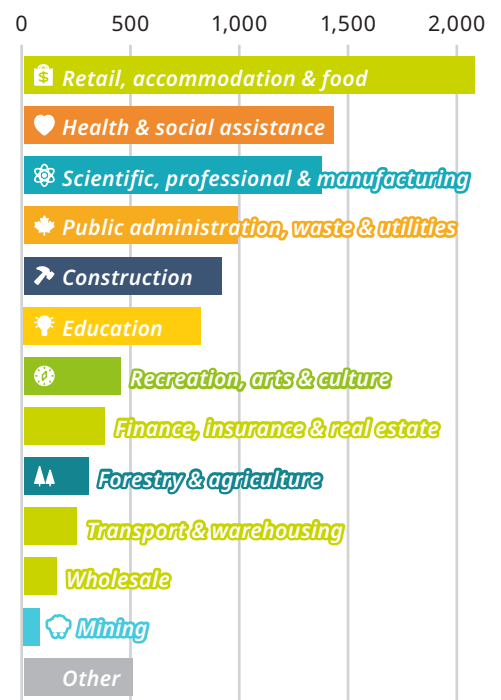 0 500 1,000 1,500 2,000
$ Retail, accommodation & food
Health & social assistance
Scientific, professional & manufacturing
Public administration, waste & utilities
Construction
Education
Recreation, arts & culture
Finance, insurance & real estate
Forestry & agriculture
Transport & warehousing
Wholesale
Mining
Other